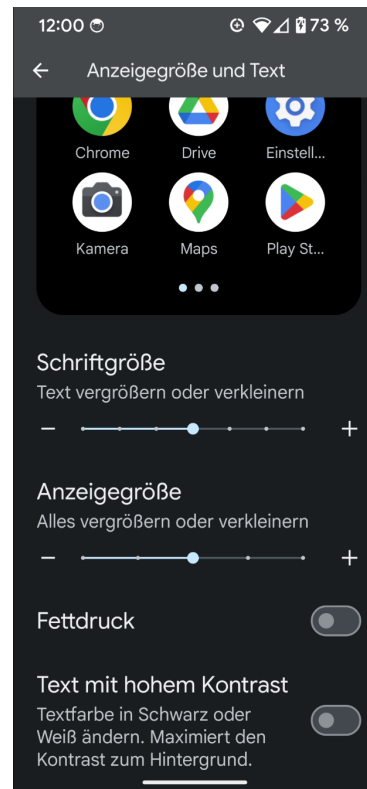 12:00 73 %
Anzeigegröße und Text
Chrome Drive Einstell...
Kamera Maps Play St...
Schriftgröße
Text vergrößern oder verkleinern
Anzeigegröße
Alles vergrößern oder verkleinern
Fettdruck
Text mit hohem Kontrast
Textfarbe in Schwarz oder
Weiß ändern. Maximiert den
Kontrast zum Hintergrund.